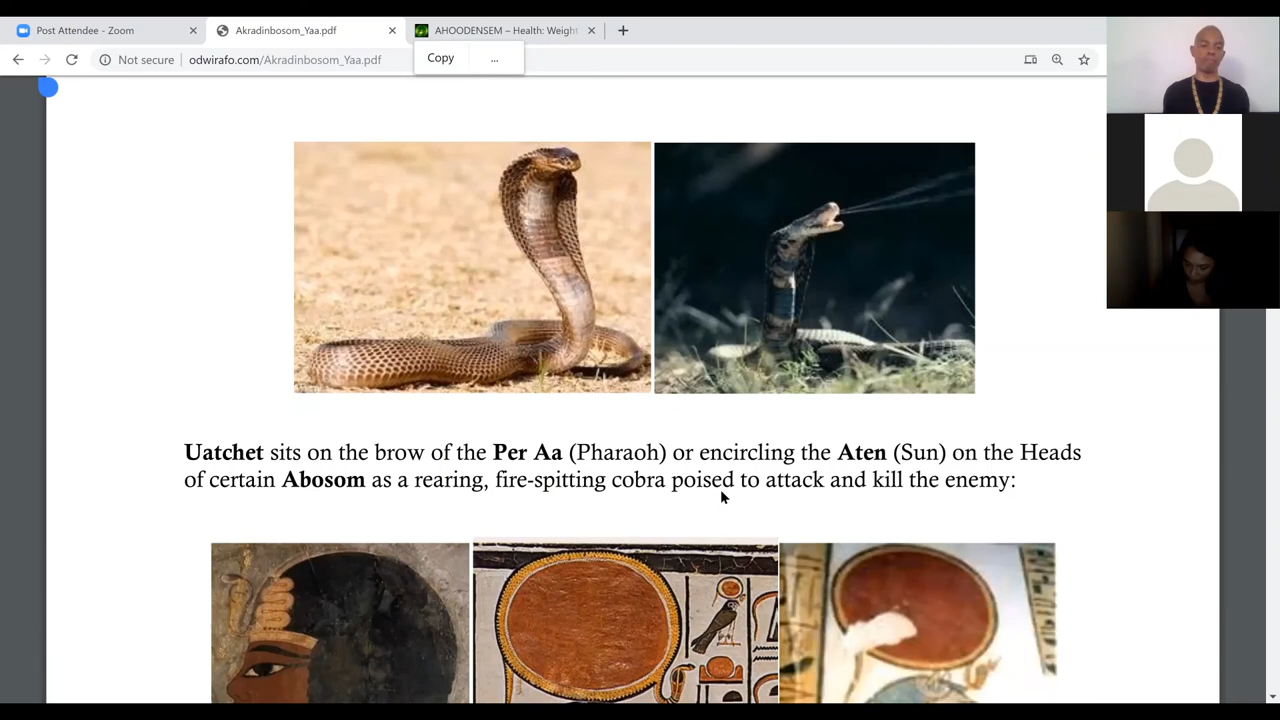 Post Attendee - Zoom
Akradinbosom_Yaa.pdf
AHOODENSEM – Health: Weight
Not secure
odwirafo.com/Akradinbosom_Yaa.pdf
Copy
...
Uatchet sits on the brow of the Per Aa (Pharaoh) or encircling the Aten (Sun) on the Heads
of certain Abosom as a rearing, fire-spitting cobra poised to attack and kill the enemy: